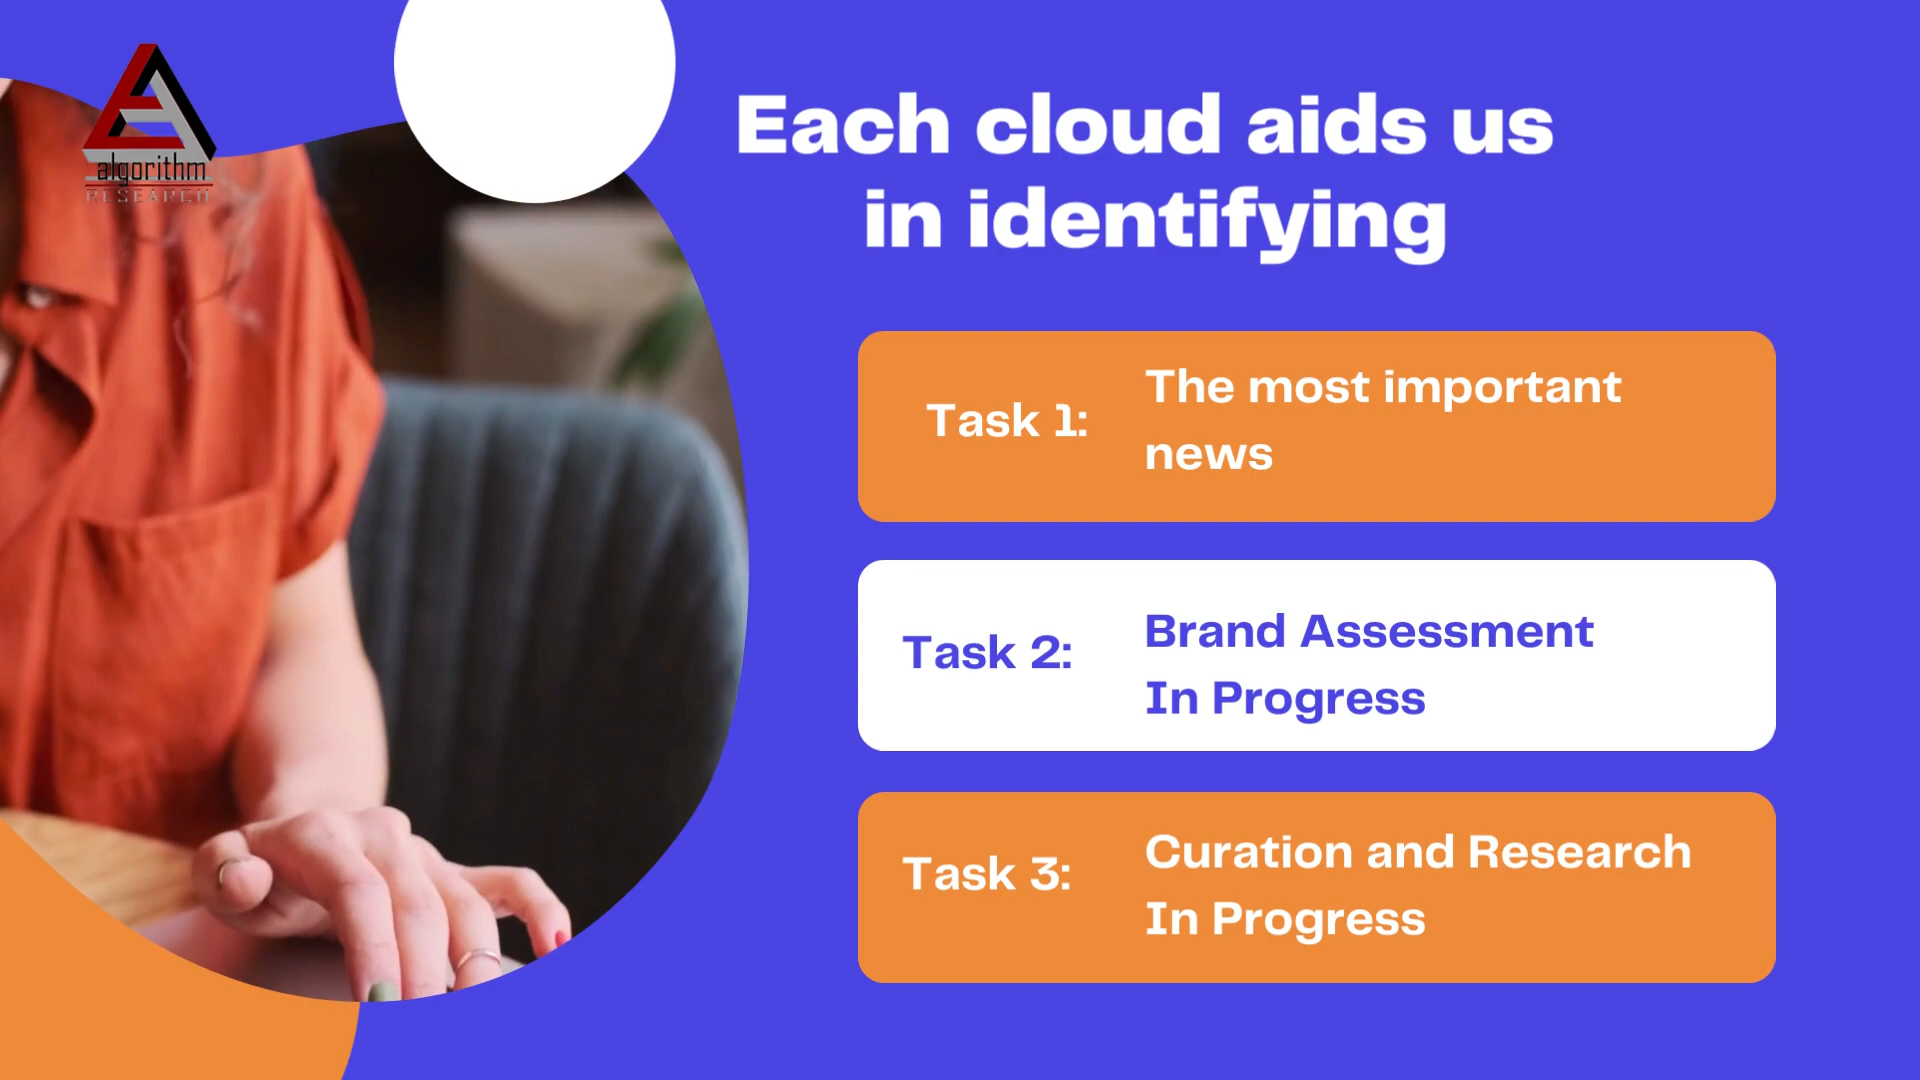 algorithm
RESEARCH
Each cloud aids us
in identifying
Task 1:
The most important
news
Task 2:
Brand Assessment
In Progress
Task 3:
Curation and Research
In Progress